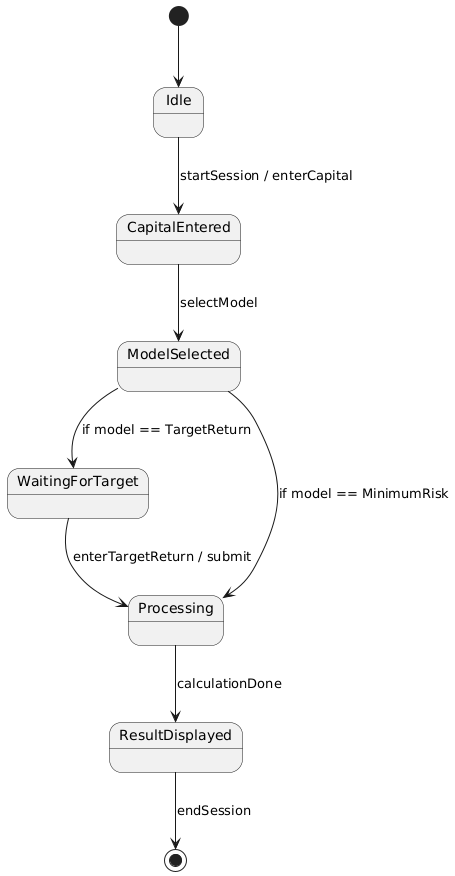 Idle
startSession / enterCapital
CapitalEntered
selectModel
ModelSelected
if model == TargetReturn
WaitingForTarget
if model == MinimumRisk
enterTargetReturn / submit
Processing
calculationDone
ResultDisplayed
endSession